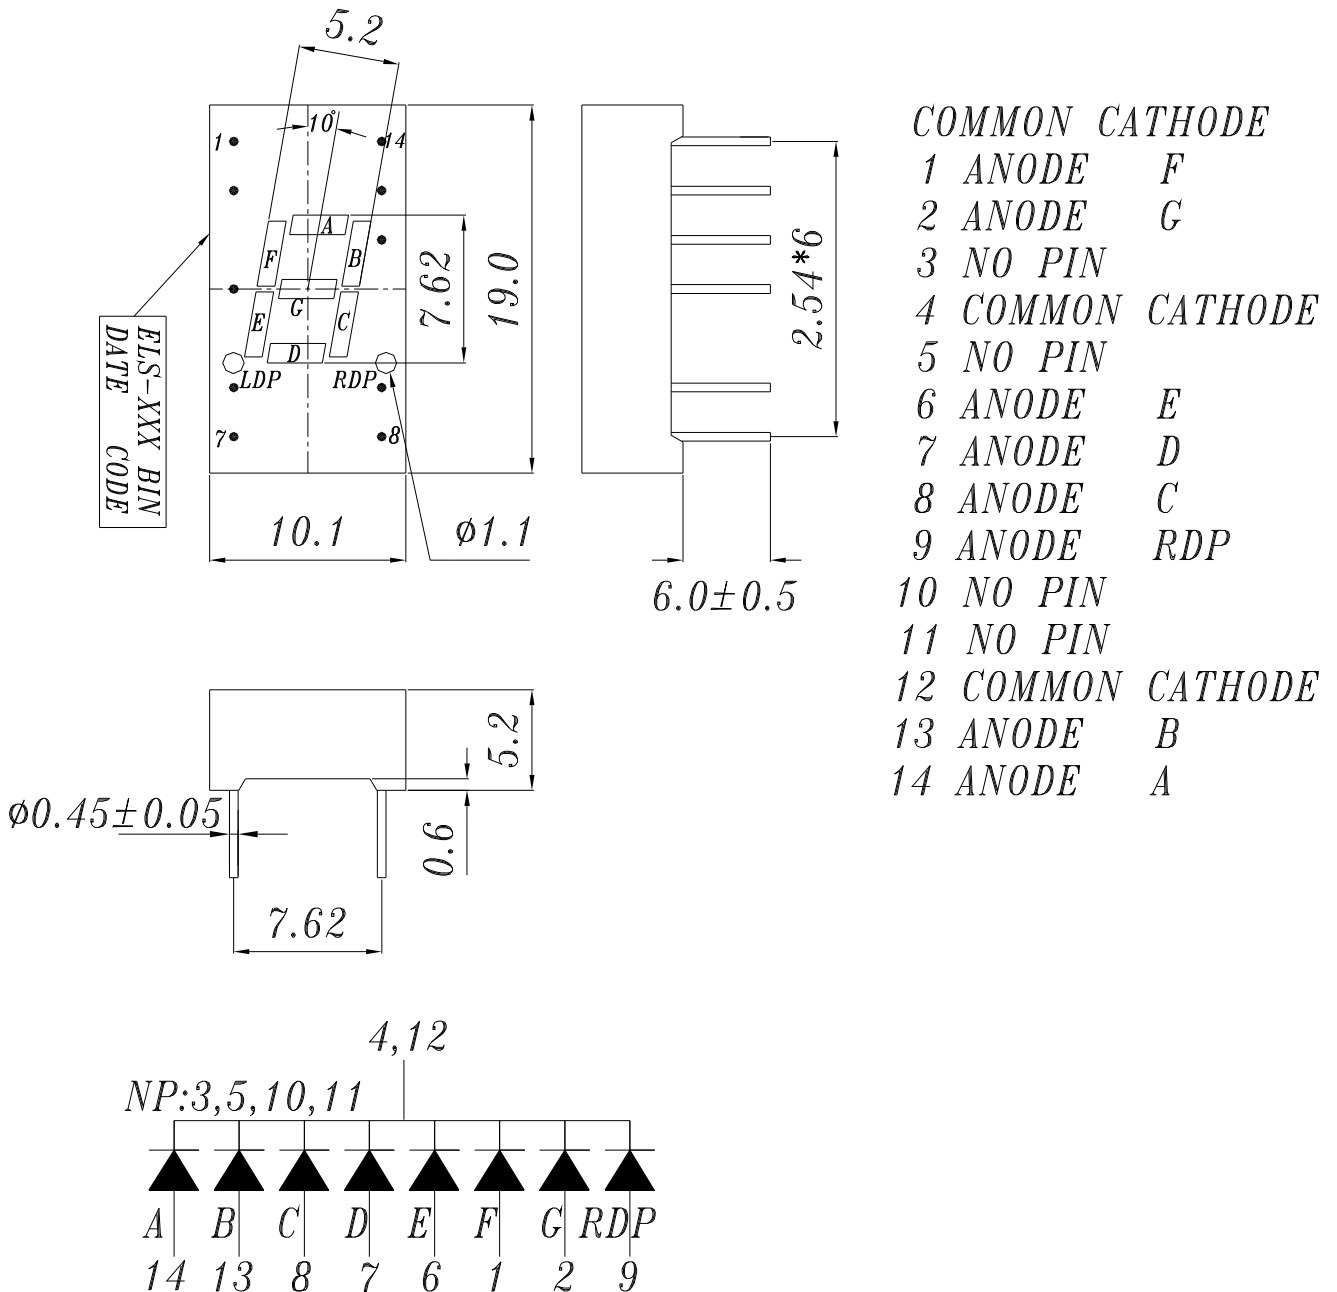 5.2
10°
1
14
A
F
B
G
E
C
D
LDP
RDP
7
8
7.62
19.0
ELS-XXX BIN
DATE CODE
10.1
ø1.1
2.54*6
6.0±0.5
COMMON CATHODE
1 ANODE F
2 ANODE G
3 NO PIN
4 COMMON CATHODE
5 NO PIN
6 ANODE E
7 ANODE D
8 ANODE C
9 ANODE RDP
10 NO PIN
11 NO PIN
12 COMMON CATHODE
13 ANODE B
14 ANODE A
5.2
ø0.45±0.05
0.6
7.62
4,12
NP:3,5,10,11
A B C D E F G RDP
14 13 8 7 6 1 2 9